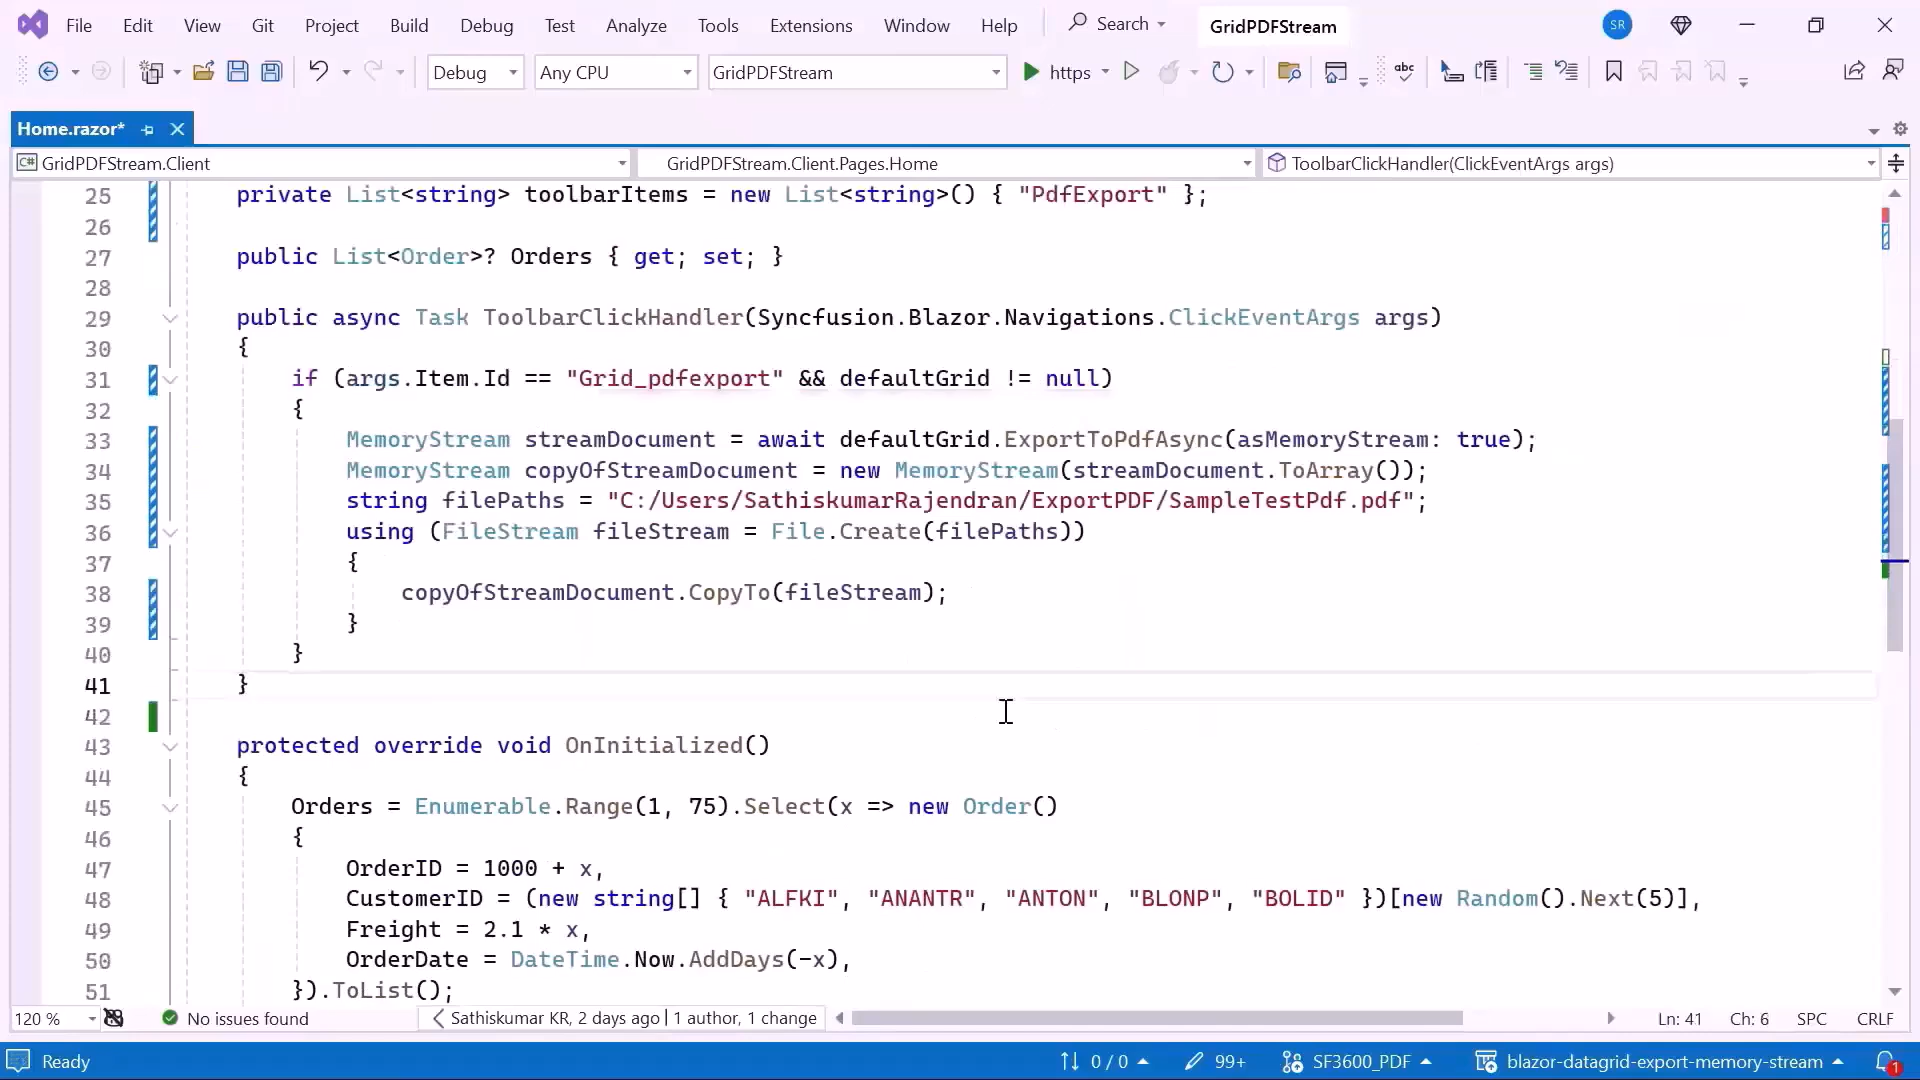 File Edit View Git Project Build Debug Test Analyze Tools Extensions Window Help Search GridPDFStream SR
Debug Any CPU GridPDFStream https abc
Home.razor*
C# GridPDFStream.Client GridPDFStream.Client.Pages.Home ToolbarClickHandler(ClickEventArgs args)
25 private List<string> toolbarItems = new List<string>() { "PdfExport" };
26
27 public List<Order>? Orders { get; set; }
28
29 public async Task ToolbarClickHandler(Syncfusion.Blazor.Navigations.ClickEventArgs args)
30 {
31 if (args.Item.Id == "Grid_pdfexport" && defaultGrid != null)
32 {
33 MemoryStream streamDocument = await defaultGrid.ExportToPdfAsync(asMemoryStream: true);
34 MemoryStream copyOfStreamDocument = new MemoryStream(streamDocument.ToArray());
35 string filePaths = "C:/Users/SathiskumarRajendran/ExportPDF/SampleTestPdf.pdf";
36 using (FileStream fileStream = File.Create(filePaths))
37 {
38 copyOfStreamDocument.CopyTo(fileStream);
39 }
40 }
41 }
42
43 protected override void OnInitialized()
44 {
45 Orders = Enumerable.Range(1, 75).Select(x => new Order()
46 {
47 OrderID = 1000 + x,
48 CustomerID = (new string[] { "ALFKI", "ANANTR", "ANTON", "BLONP", "BOLID" })[new Random().Next(5)],
49 Freight = 2.1 * x,
50 OrderDate = DateTime.Now.AddDays(-x),
51 }).ToList();
120 % No issues found Sathiskumar KR, 2 days ago | 1 author, 1 change Ln: 41 Ch: 6 SPC CRLF
Ready 0 / 0 99+ SF3600_PDF blazor-datagrid-export-memory-stream 1